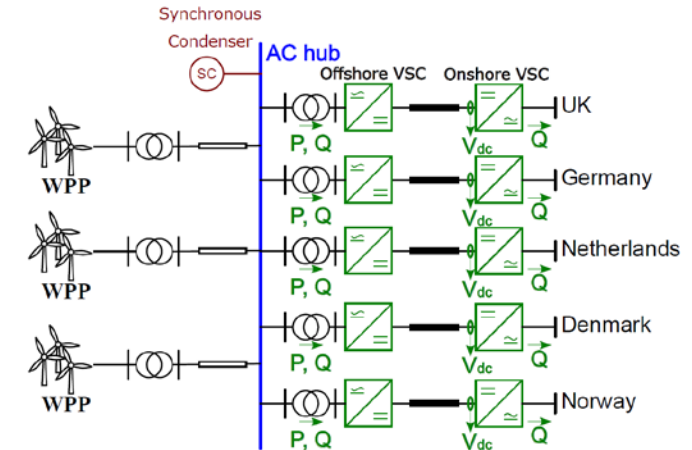 Synchronous
Condenser
SC
AC hub
Offshore VSC Onshore VSC
P, Q
Vdc
Q
UK
WPP
P, Q
Vdc
Q
Germany
WPP
P, Q
Vdc
Q
Netherlands
P, Q
Vdc
Q
Denmark
WPP
P, Q
Vdc
Q
Norway